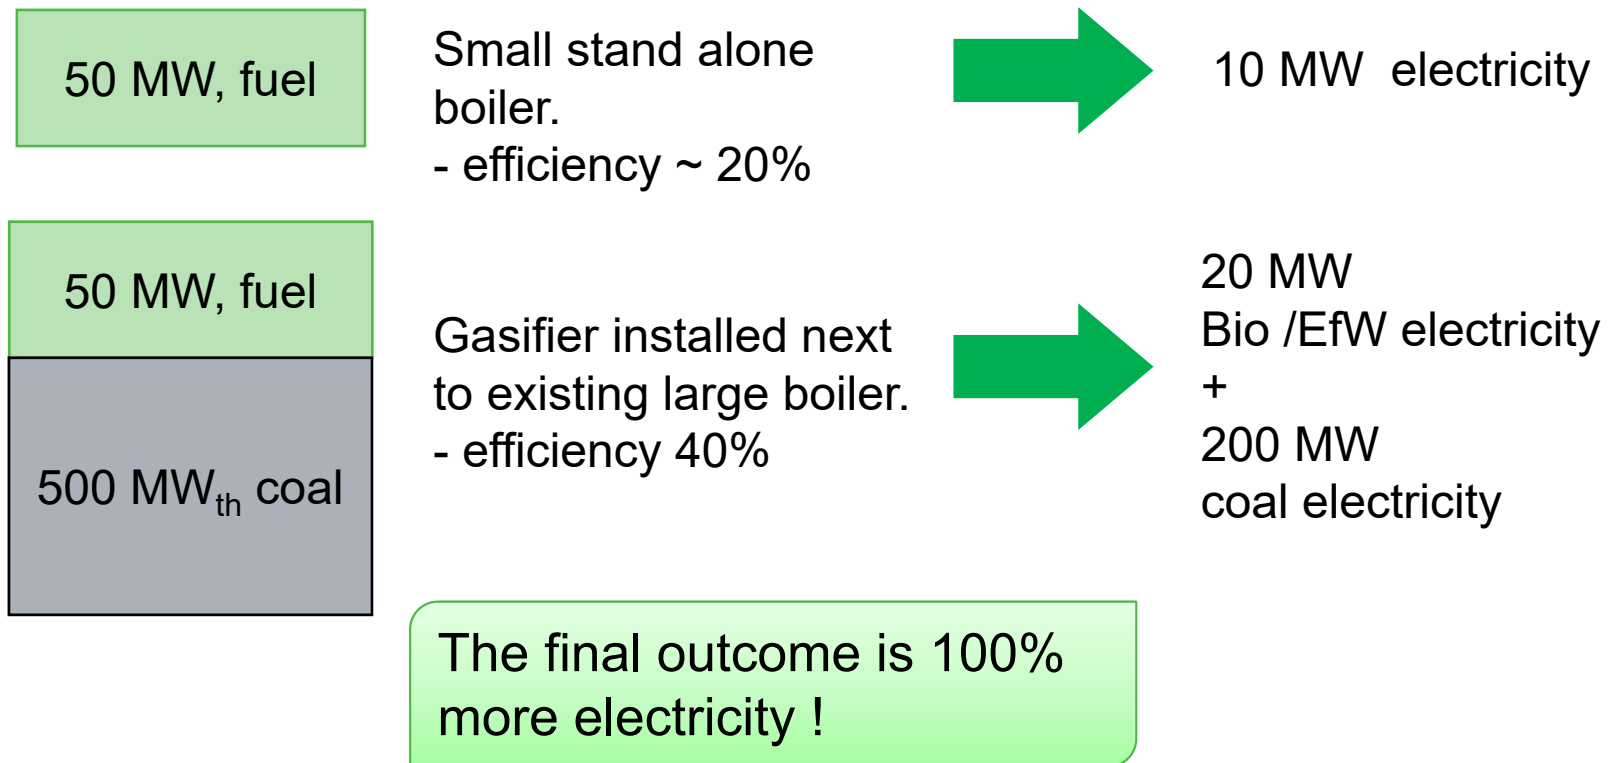 50 MW, fuel
Small stand alone
boiler.
- efficiency ~ 20%
10 MW  electricity
50 MW, fuel
500 MWth coal
Gasifier installed next
to existing large boiler.
- efficiency 40%
20 MW
Bio /EfW electricity
+
200 MW
coal electricity
The final outcome is 100%
more electricity !